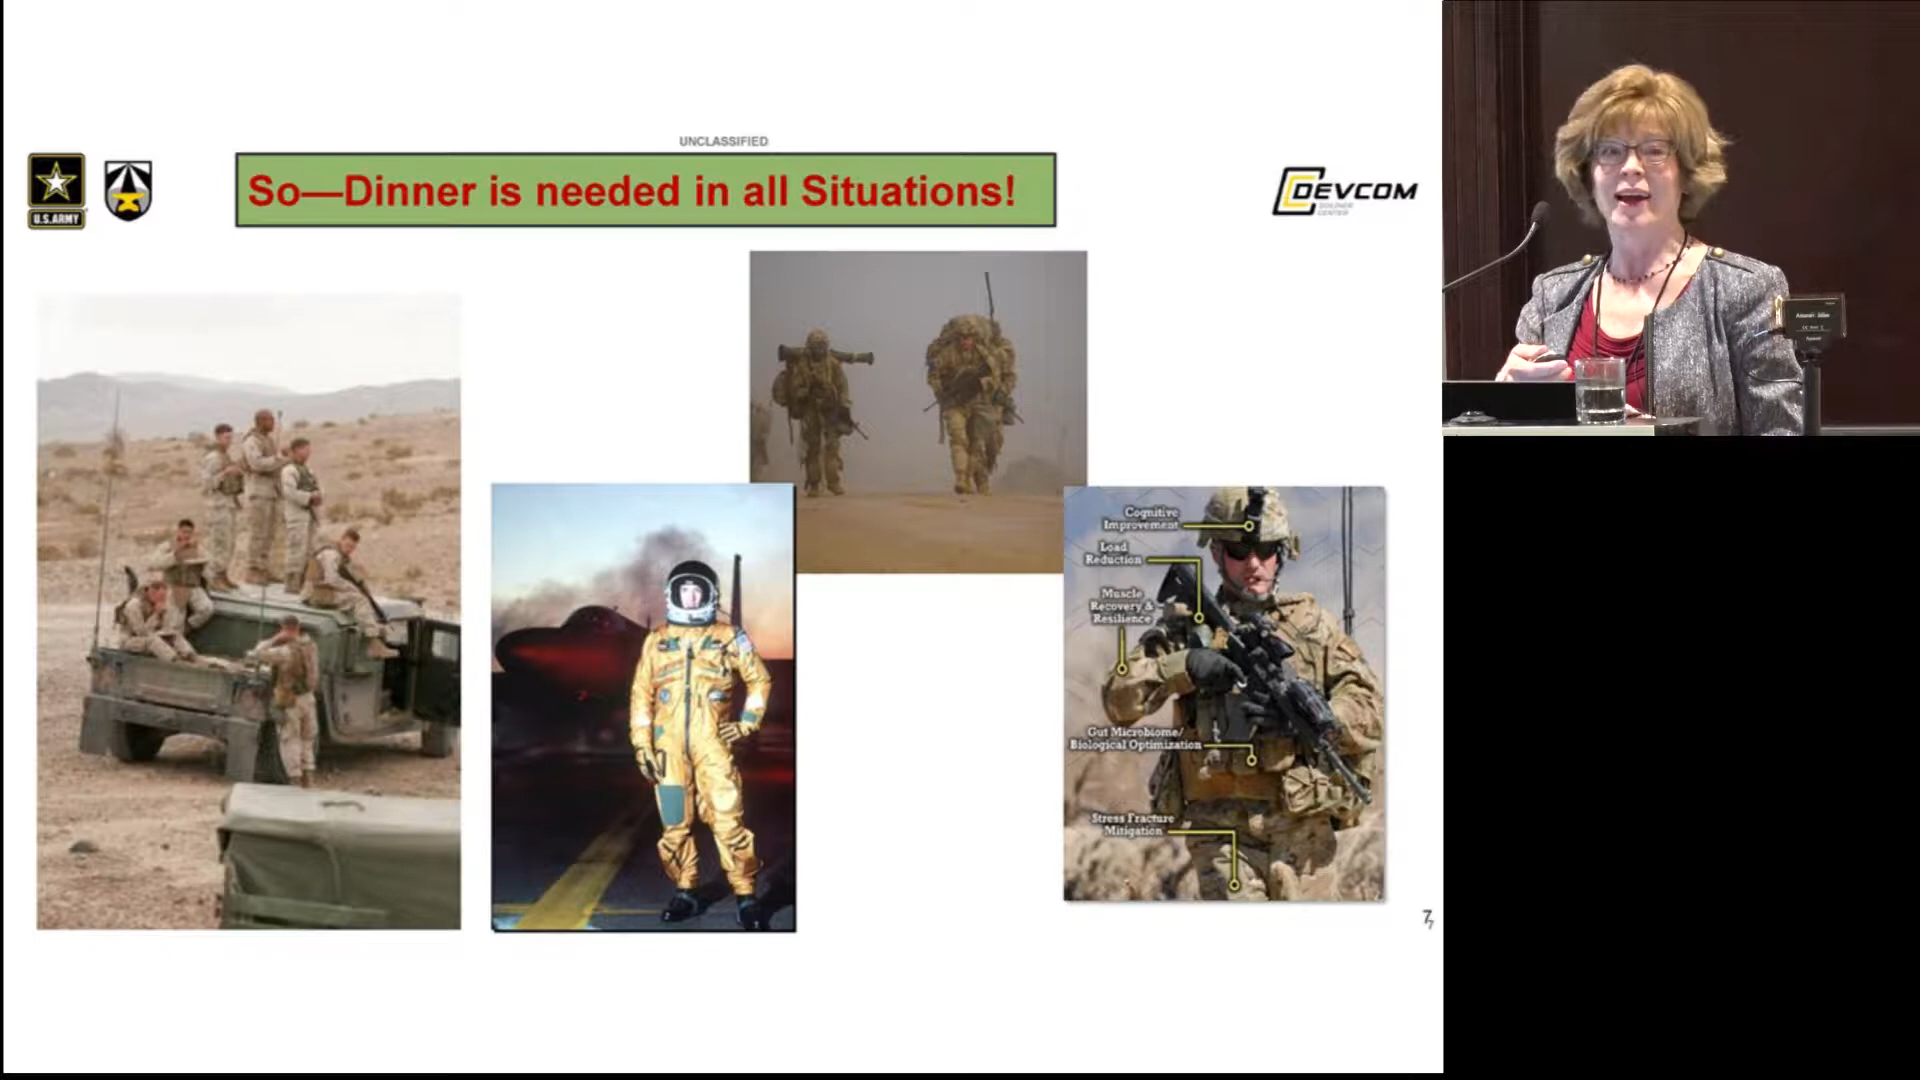 UNCLASSIFIED
So—Dinner is needed in all Situations!
U.S.ARMY
DEVCOM
SOLDIER
CENTER
Cognitive
Improvement
Load
Reduction
Muscle
Recovery &
Resilience
Gut Microbiome/
Biological Optimization
Stress Fracture
Mitigation
7
7